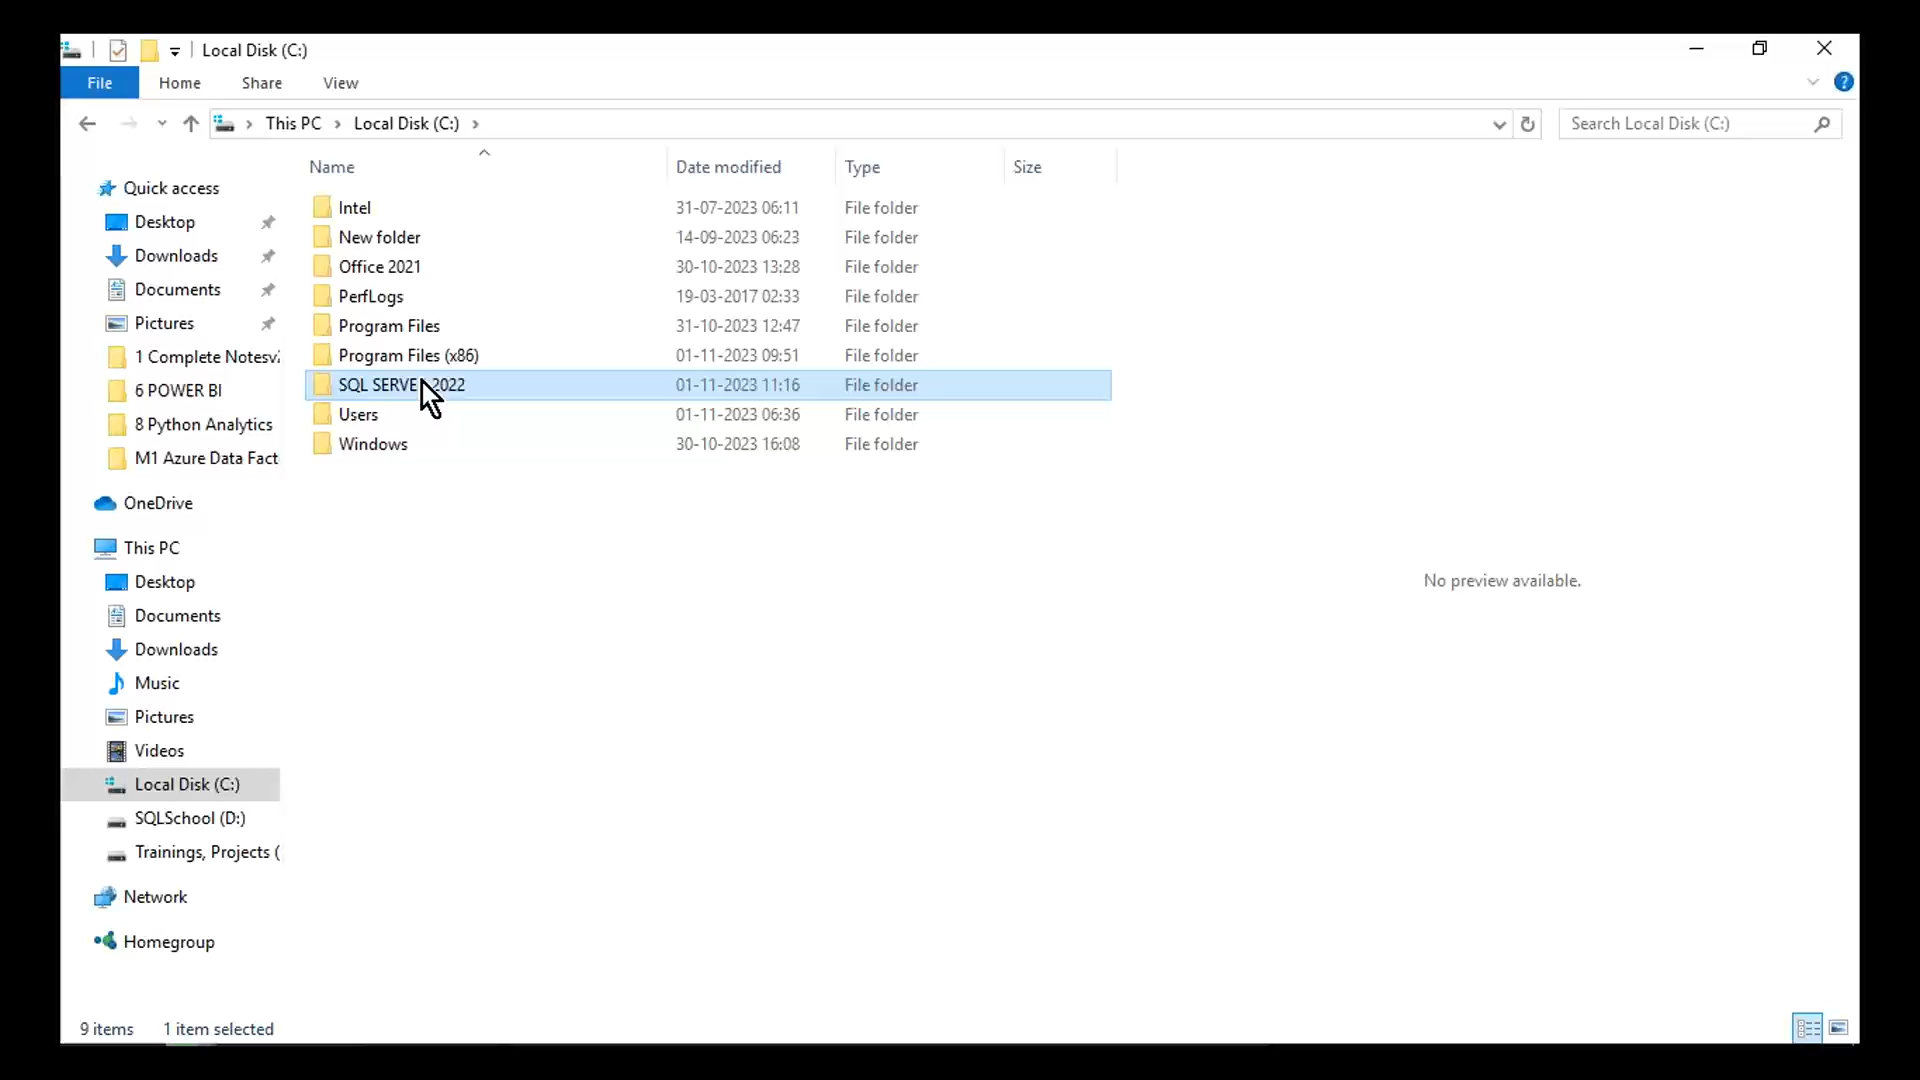 Local Disk (C:)
File Home Share View
This PC Local Disk (C:)
Search Local Disk (C:)
Name Date modified Type Size
Quick access
Desktop
Downloads
Documents
Pictures
1 Complete Notesv
6 POWER BI
8 Python Analytics
M1 Azure Data Fact
OneDrive
This PC
Desktop
Documents
Downloads
Music
Pictures
Videos
Local Disk (C:)
SQLSchool (D:)
Trainings, Projects (
Network
Homegroup
Intel 31-07-2023 06:11 File folder
New folder 14-09-2023 06:23 File folder
Office 2021 30-10-2023 13:28 File folder
PerfLogs 19-03-2017 02:33 File folder
Program Files 31-10-2023 12:47 File folder
Program Files (x86) 01-11-2023 09:51 File folder
SQL SERVER 2022 01-11-2023 11:16 File folder
Users 01-11-2023 06:36 File folder
Windows 30-10-2023 16:08 File folder
No preview available.
9 items 1 item selected